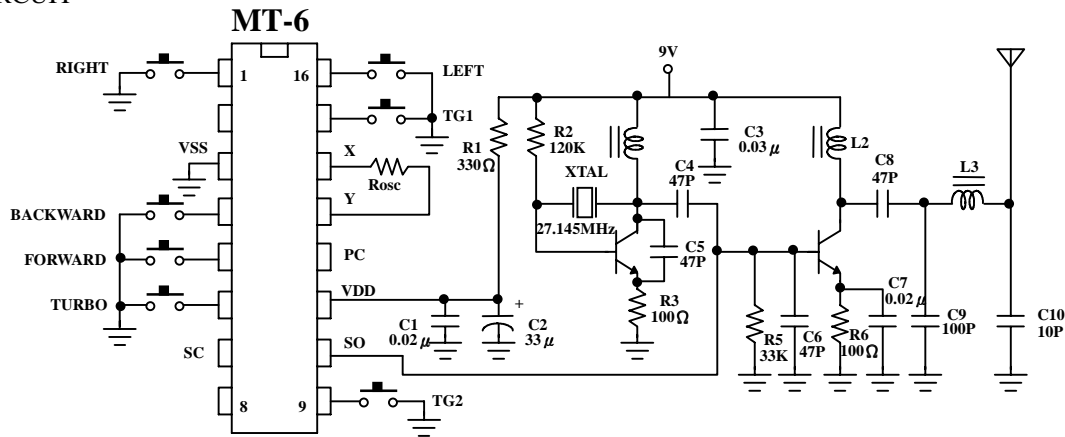 RCUIT
MT-6
9V
RIGHT
1
16
LEFT
TG1
VSS
X
Rosc
Y
BACKWARD
FORWARD
PC
TURBO
VDD
SC
SO
8
9
TG2
R1
330Ω
R2
120K
XTAL
27.145MHz
C1
0.02μ
+
C2
33μ
C3
0.03μ
C4
47P
C5
47P
R3
100Ω
L2
C8
47P
L3
R5
33K
C6
47P
R6
100Ω
C7
0.02μ
C9
100P
C10
10P